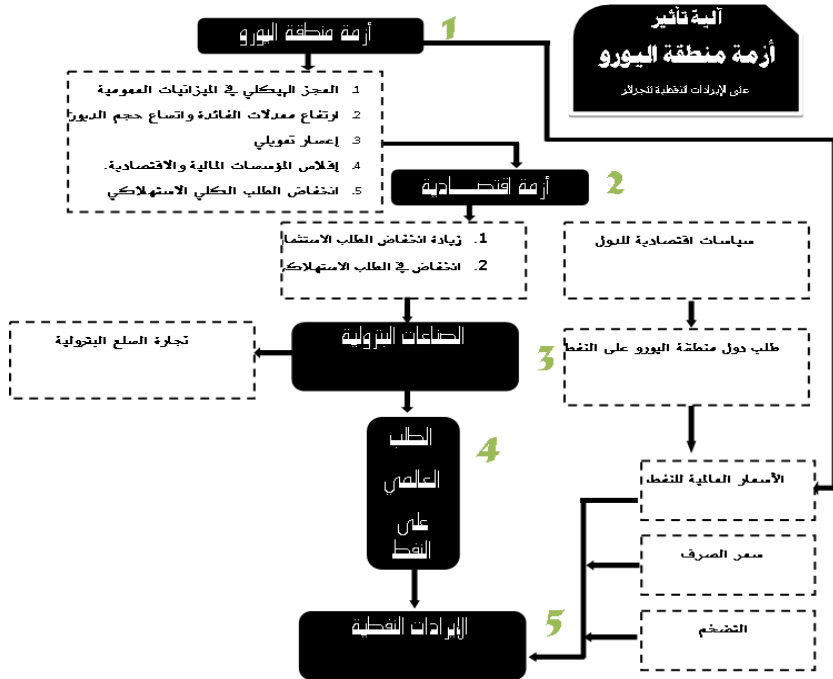 آلية تأثير
أزمة منطقة اليورو
على الإيرادات النفطية للجزائر
1
أزمة منطقة اليورو
1. العجز الهيكلي في الميزانيات العمومية
2. ارتفاع معدلات الفائدة واتساع حجم الديون
3. إعسار تمويلي
4. إفلاس المؤسسات المالية والاقتصادية.
5. انخفاض الطلب الكلي الاستهلاكي
2
أزمة اقتصــــادية
1. زيادة انخفاض الطلب الاستثما
2. انخفاض في الطلب الاستهلاكي
سياسات اقتصادية للدول
3
الصناعات البترولية
تجارة السلع البترولية
طلب دول منطقة اليورو على النفط
4
الطلب
العالمي
على
النفط
الأسعار العالمية للنفط
سعر الصرف
التضخم
5
الإيرادات النفطية